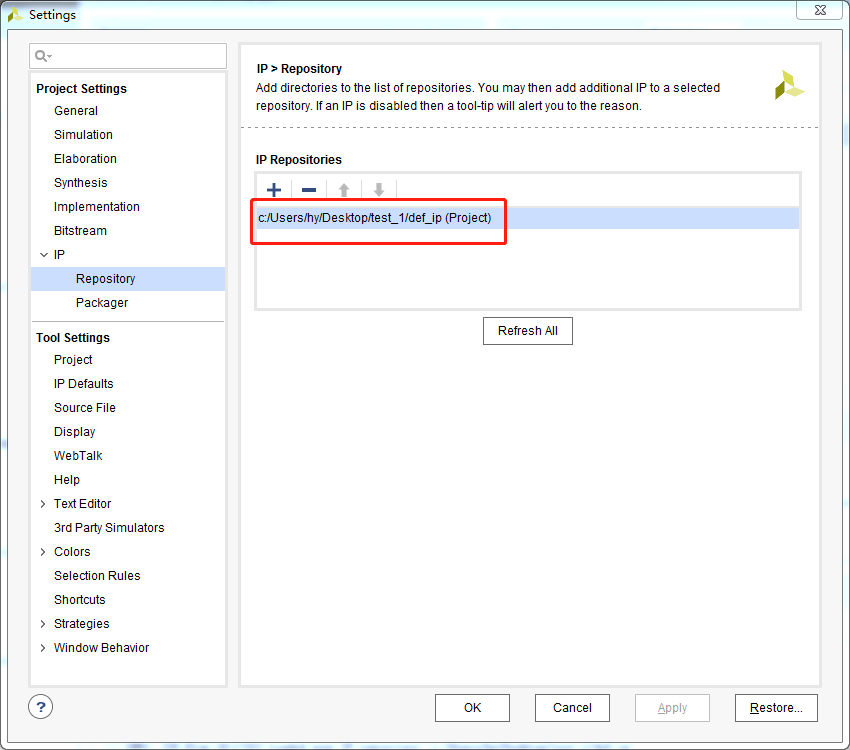 Settings
Project Settings
General
Simulation
Elaboration
Synthesis
Implementation
Bitstream
IP
Repository
Packager
Tool Settings
Project
IP Defaults
Source File
Display
WebTalk
Help
Text Editor
3rd Party Simulators
Colors
Selection Rules
Shortcuts
Strategies
Window Behavior
IP > Repository
Add directories to the list of repositories. You may then add additional IP to a selected
repository. If an IP is disabled then a tool-tip will alert you to the reason.
IP Repositories
c:/Users/hy/Desktop/test_1/def_ip (Project)
Refresh All
?
OK
Cancel
Apply
Restore...